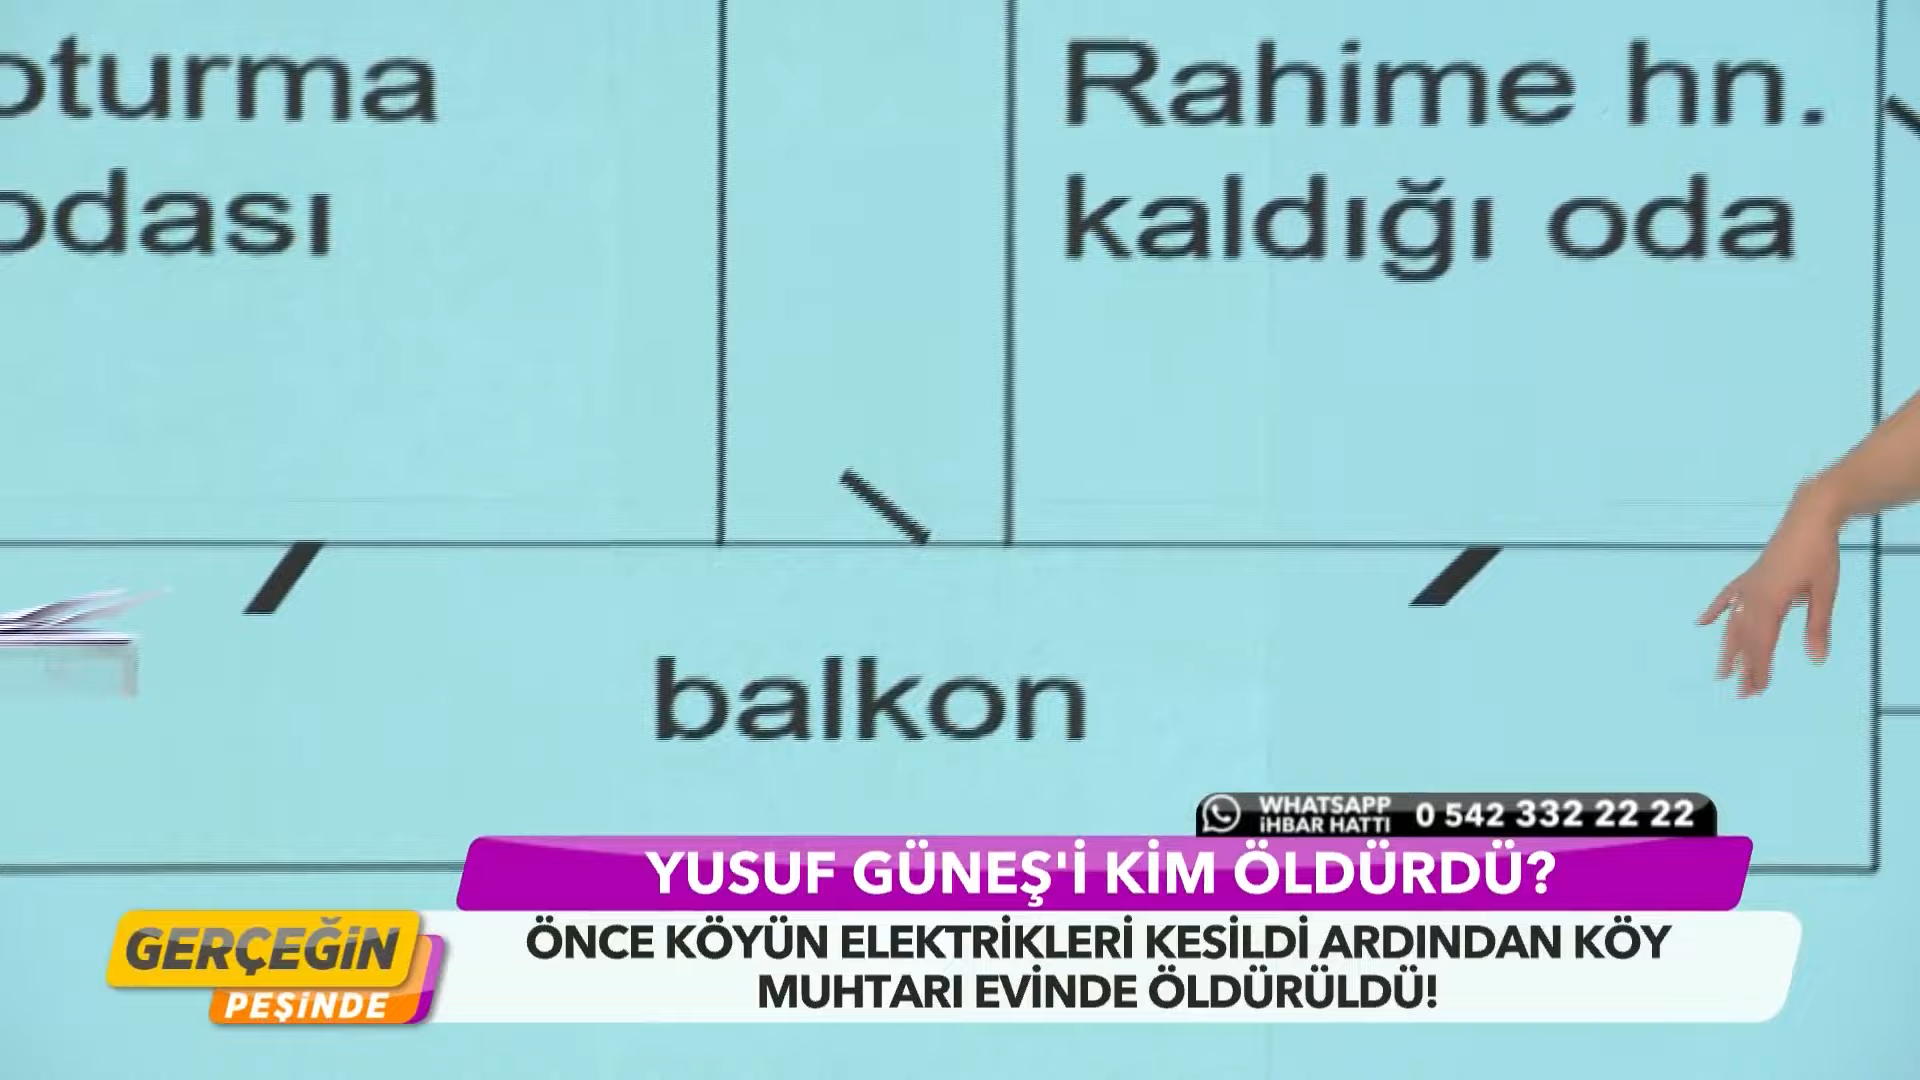 oturma
odası
Rahime hn.
kaldığı oda
balkon
WHATSAPP
İHBAR HATTI
0 542 332 22 22
YUSUF GÜNEŞ'İ KİM ÖLDÜRDÜ?
GERÇEĞİN
PEŞİNDE
ÖNCE KÖYÜN ELEKTRİKLERİ KESİLDİ ARDINDAN KÖY
MUHTARI EVİNDE ÖLDÜRÜLDÜ!